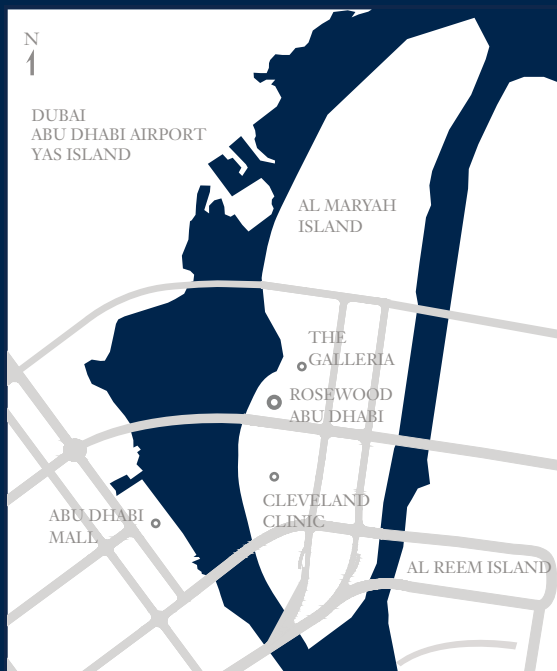 N
DUBAI
ABU DHABI AIRPORT
YAS ISLAND
AL MARYAH
ISLAND
THE
GALLERIA
ROSEWOOD
ABU DHABI
CLEVELAND
CLINIC
ABU DHABI
MALL
AL REEM ISLAND